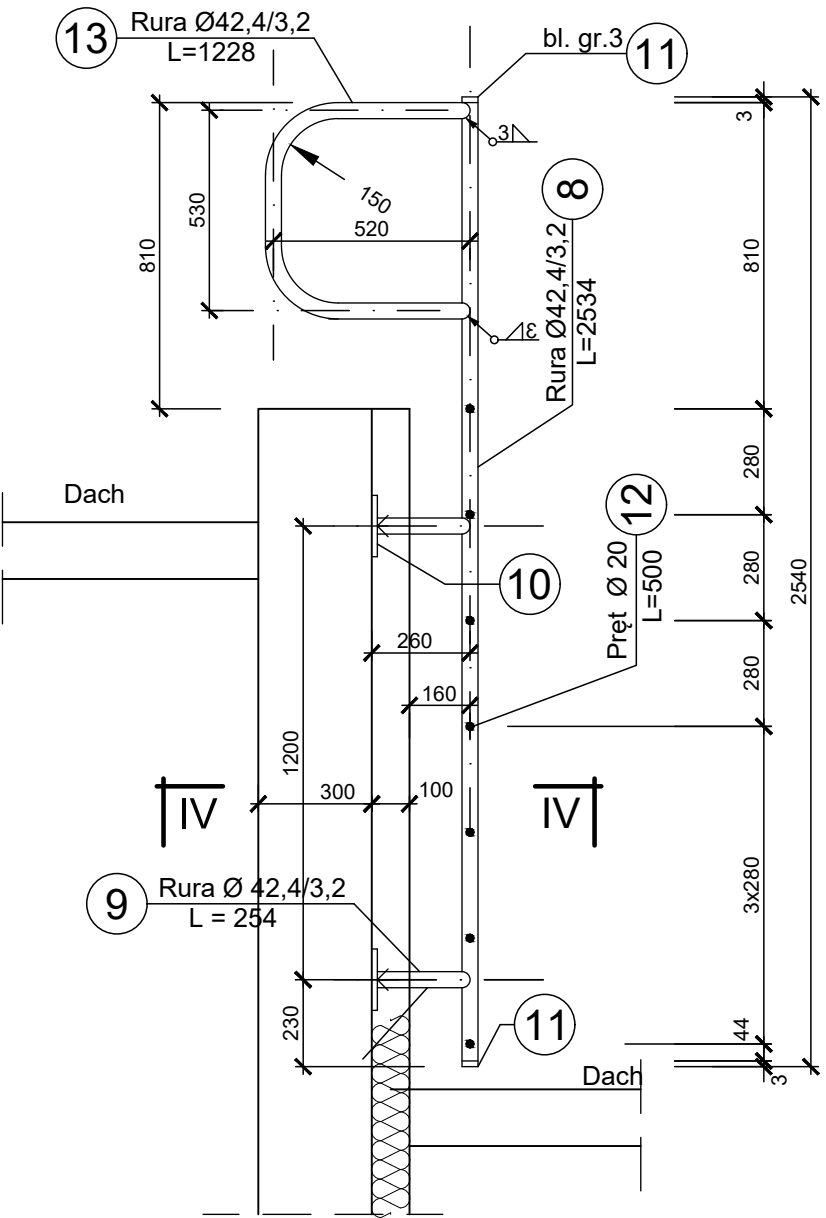 13
Rura Ø42,4/3,2
L=1228
bl. gr.3
11
3
3
810
530
150
520
810
8
Rura Ø42,4/3,2
L=2534
3
280
Dach
12
Pręt Ø 20
L=500
10
280
2540
260
280
160
1200
300
100
IV
IV
3x280
9
Rura Ø 42,4/3,2
L = 254
230
11
44
Dach
3